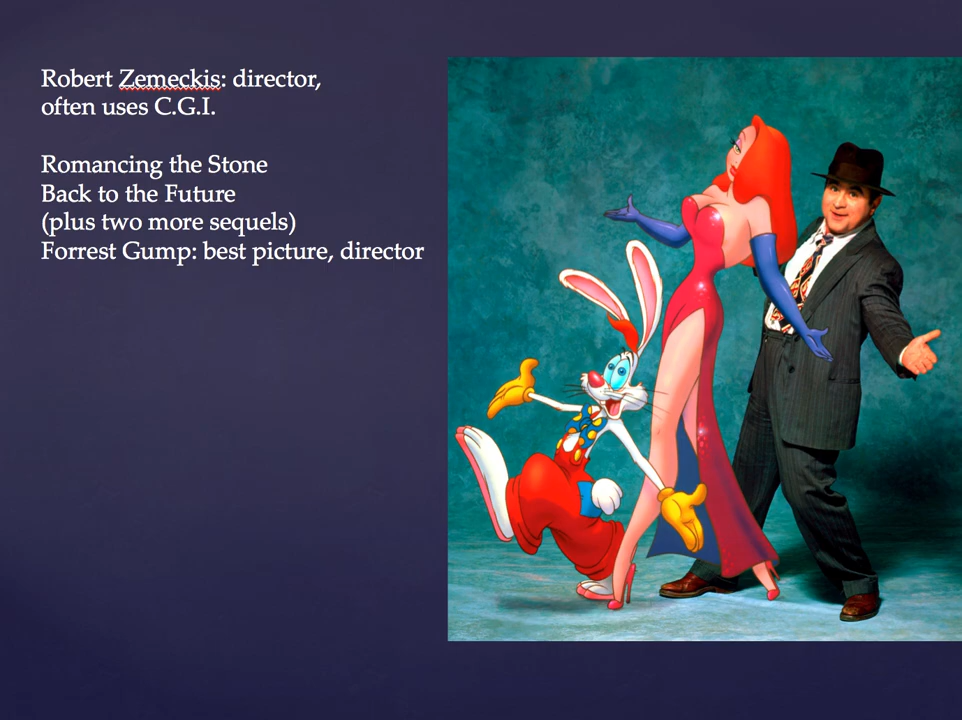 Robert Zemeckis: director,
often uses C.G.I.
Romancing the Stone
Back to the Future
(plus two more sequels)
Forrest Gump: best picture, director